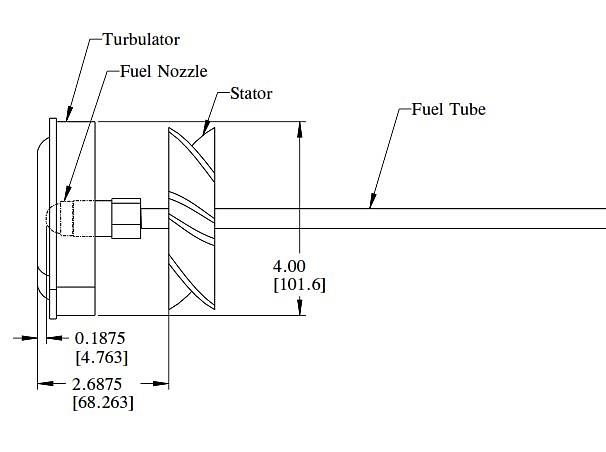 Turbulator
Fuel Nozzle
Stator
Fuel Tube
4.00
[101.6]
0.1875
[4.763]
2.6875
[68.263]